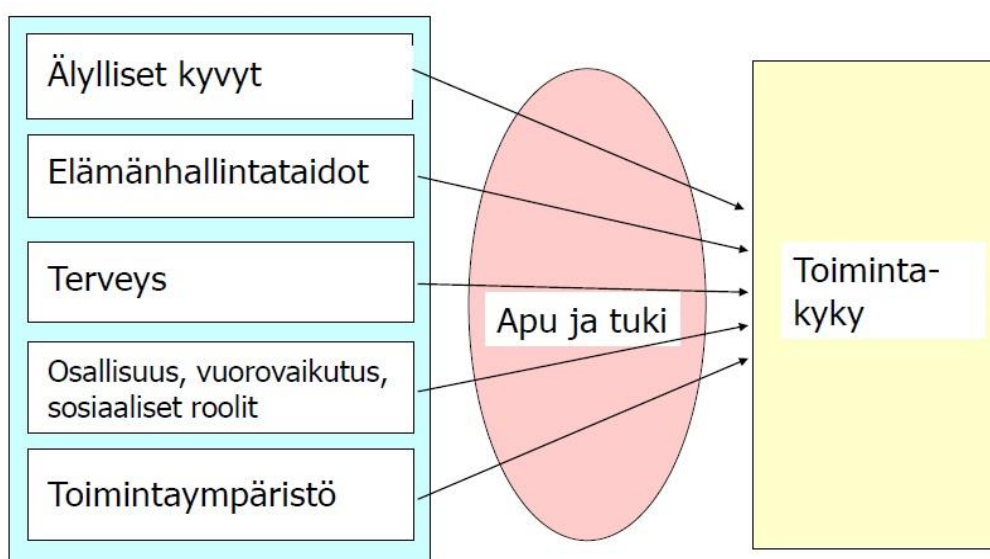 Älylliset kyvyt
Elämänhallintataidot
Terveys
Osallisuus, vuorovaikutus,
sosiaaliset roolit
Toimintaympäristö
Apu ja tuki
Toiminta-
kyky